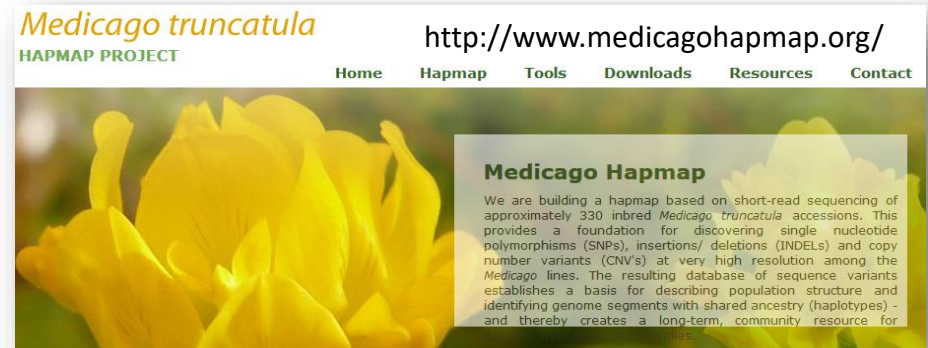 Medicago truncatula
HAPMAP PROJECT
http://www.medicagohapmap.org/
Home Hapmap Tools Downloads Resources Contact
Medicago Hapmap
We are building a hapmap based on short-read sequencing of
approximately 330 inbred Medicago truncatula accessions. This
provides a foundation for discovering single nucleotide
polymorphisms (SNPs), insertions/ deletions (INDELs) and copy
number variants (CNV's) at very high resolution among the
Medicago lines. The resulting database of sequence variants
establishes a basis for describing population structure and
identifying genome segments with shared ancestry (haplotypes) -
and thereby creates a long-term, community resource for